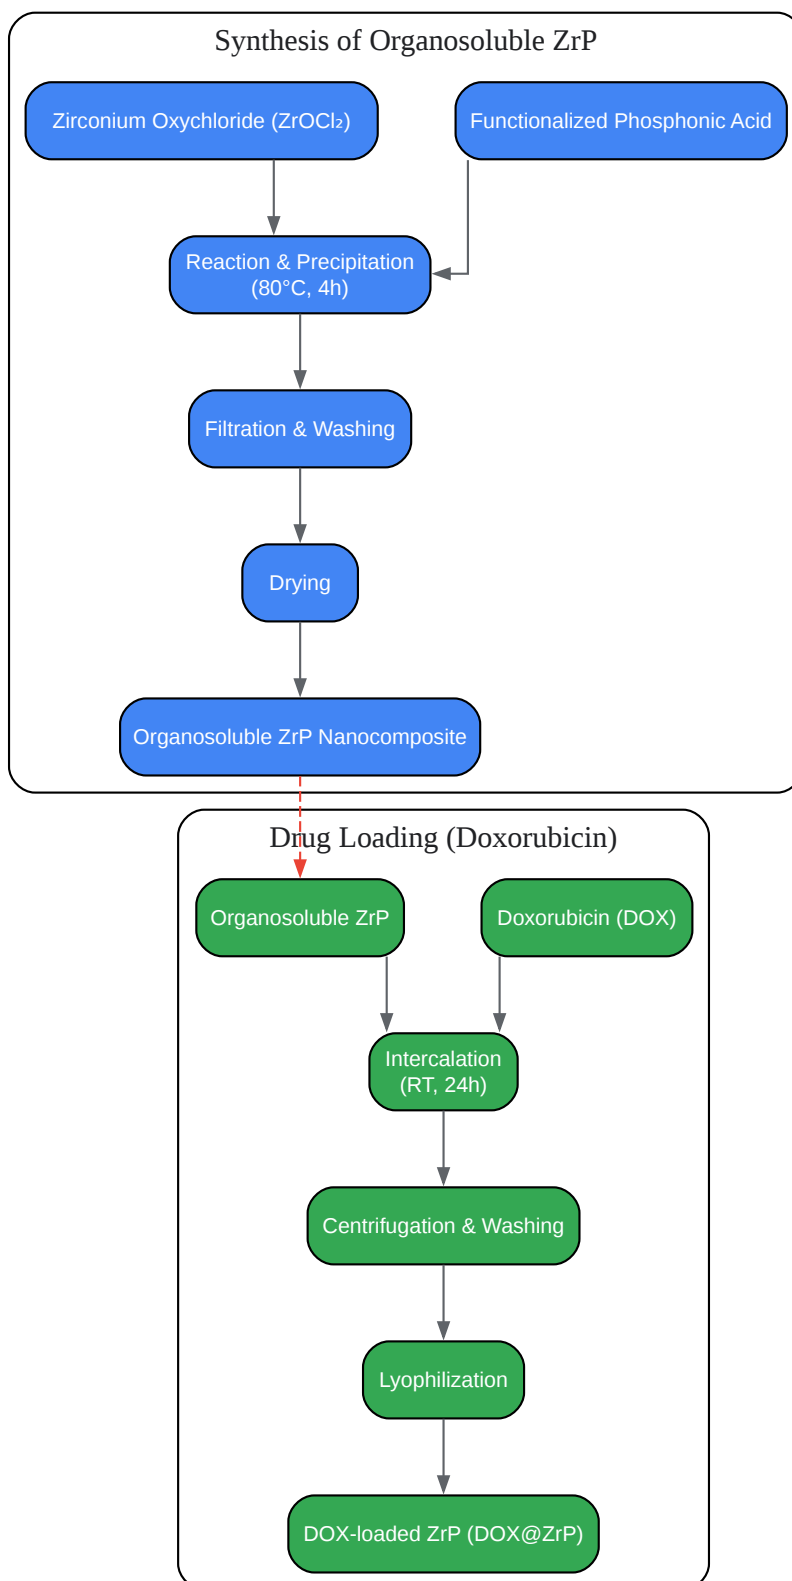 Synthesis of Organosoluble ZrP
Zirconium Oxychloride (ZrOCl₂)
Functionalized Phosphonic Acid
Reaction & Precipitation
(80°C, 4h)
Filtration & Washing
Drying
Organosoluble ZrP Nanocomposite
Drug Loading (Doxorubicin)
Organosoluble ZrP
Doxorubicin (DOX)
Intercalation
(RT, 24h)
Centrifugation & Washing
Lyophilization
DOX-loaded ZrP (DOX@ZrP)